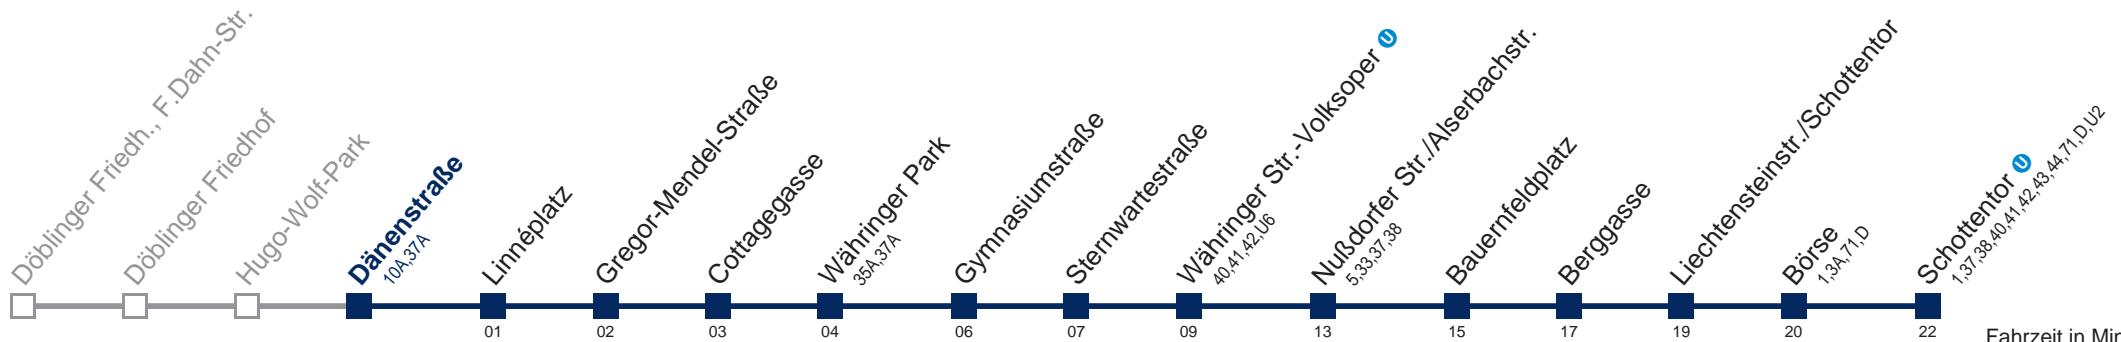 Döblinger Friedh., F.Dahn-Str.
Döblinger Friedhof
Hugo-Wolf-Park
Dänenstraße
10A,37A
Linnéplatz
Gregor-Mendel-Straße
Cottagegasse
Währinger Park
35A,37A
Gymnasiumstraße
Sternwartestraße
Währinger Str.-Volksoper U
40,41,42,U6
Nußdorfer Str./Alserbachstr.
5,33,37,38
Bauernfeldplatz
Berggasse
Liechtensteinstr./Schottentor
Börse
1,3A,71,D
Schottentor U
1,37,38,40,41,42,43,44,71,D,U2
01 02 03 04 06 07 09 13 15 17 19 20 22
Fahrzeit in Min